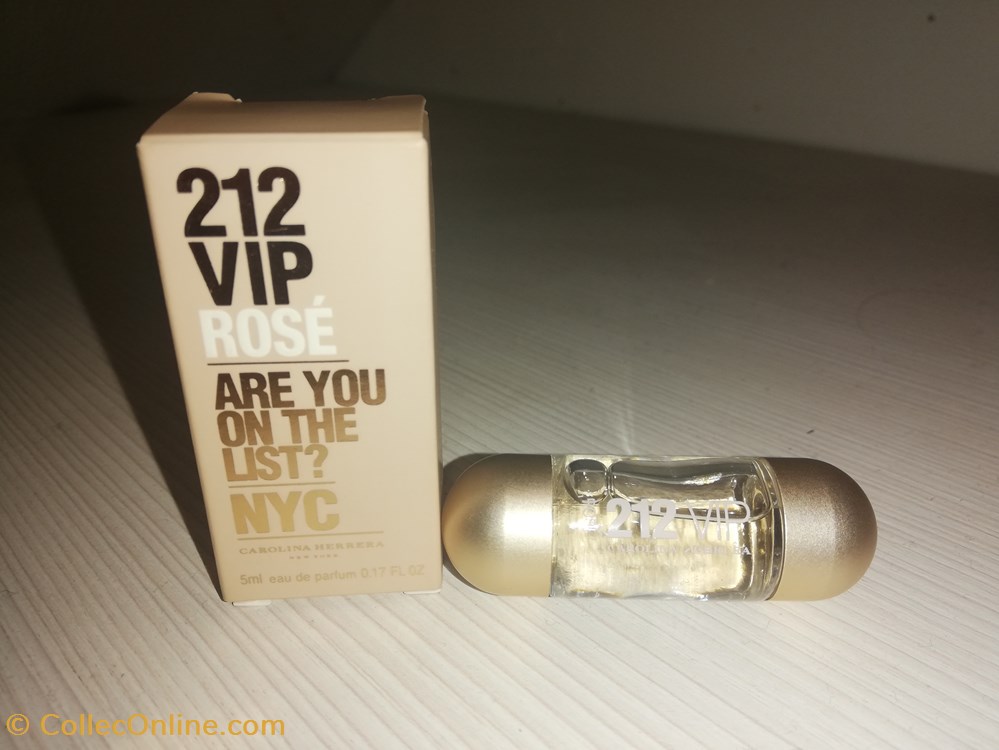 212
VIP
ROSÉ
ARE YOU
ON THE
LIST?
NYC
CAROLINA HERRERA
NEW YORK
5ml eau de parfum 0.17 FL OZ
212 VIP
© CollecOnline.com